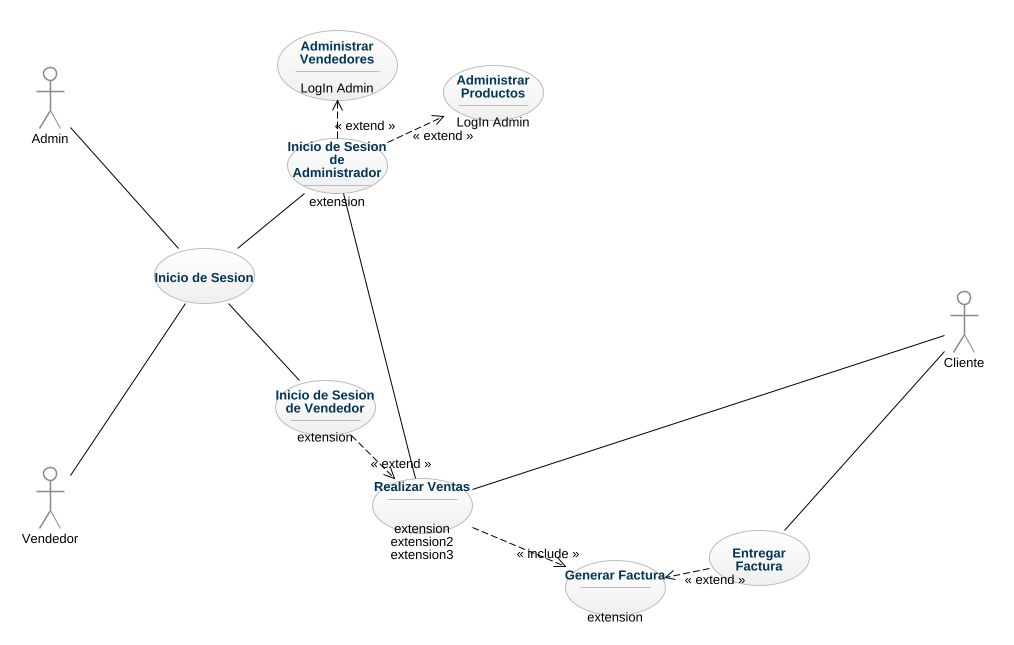 Administrar
Vendedores
LogIn Admin
Administrar
Productos
LogIn Admin
« extend »
« extend »
Admin
Inicio de Sesion
de
Administrador
extension
Inicio de Sesion
Cliente
Inicio de Sesion
de Vendedor
extension
« extend »
Realizar Ventas
extension
extension2
extension3
Vendedor
« include »
Entregar
Factura
« extend »
Generar Factura
extension